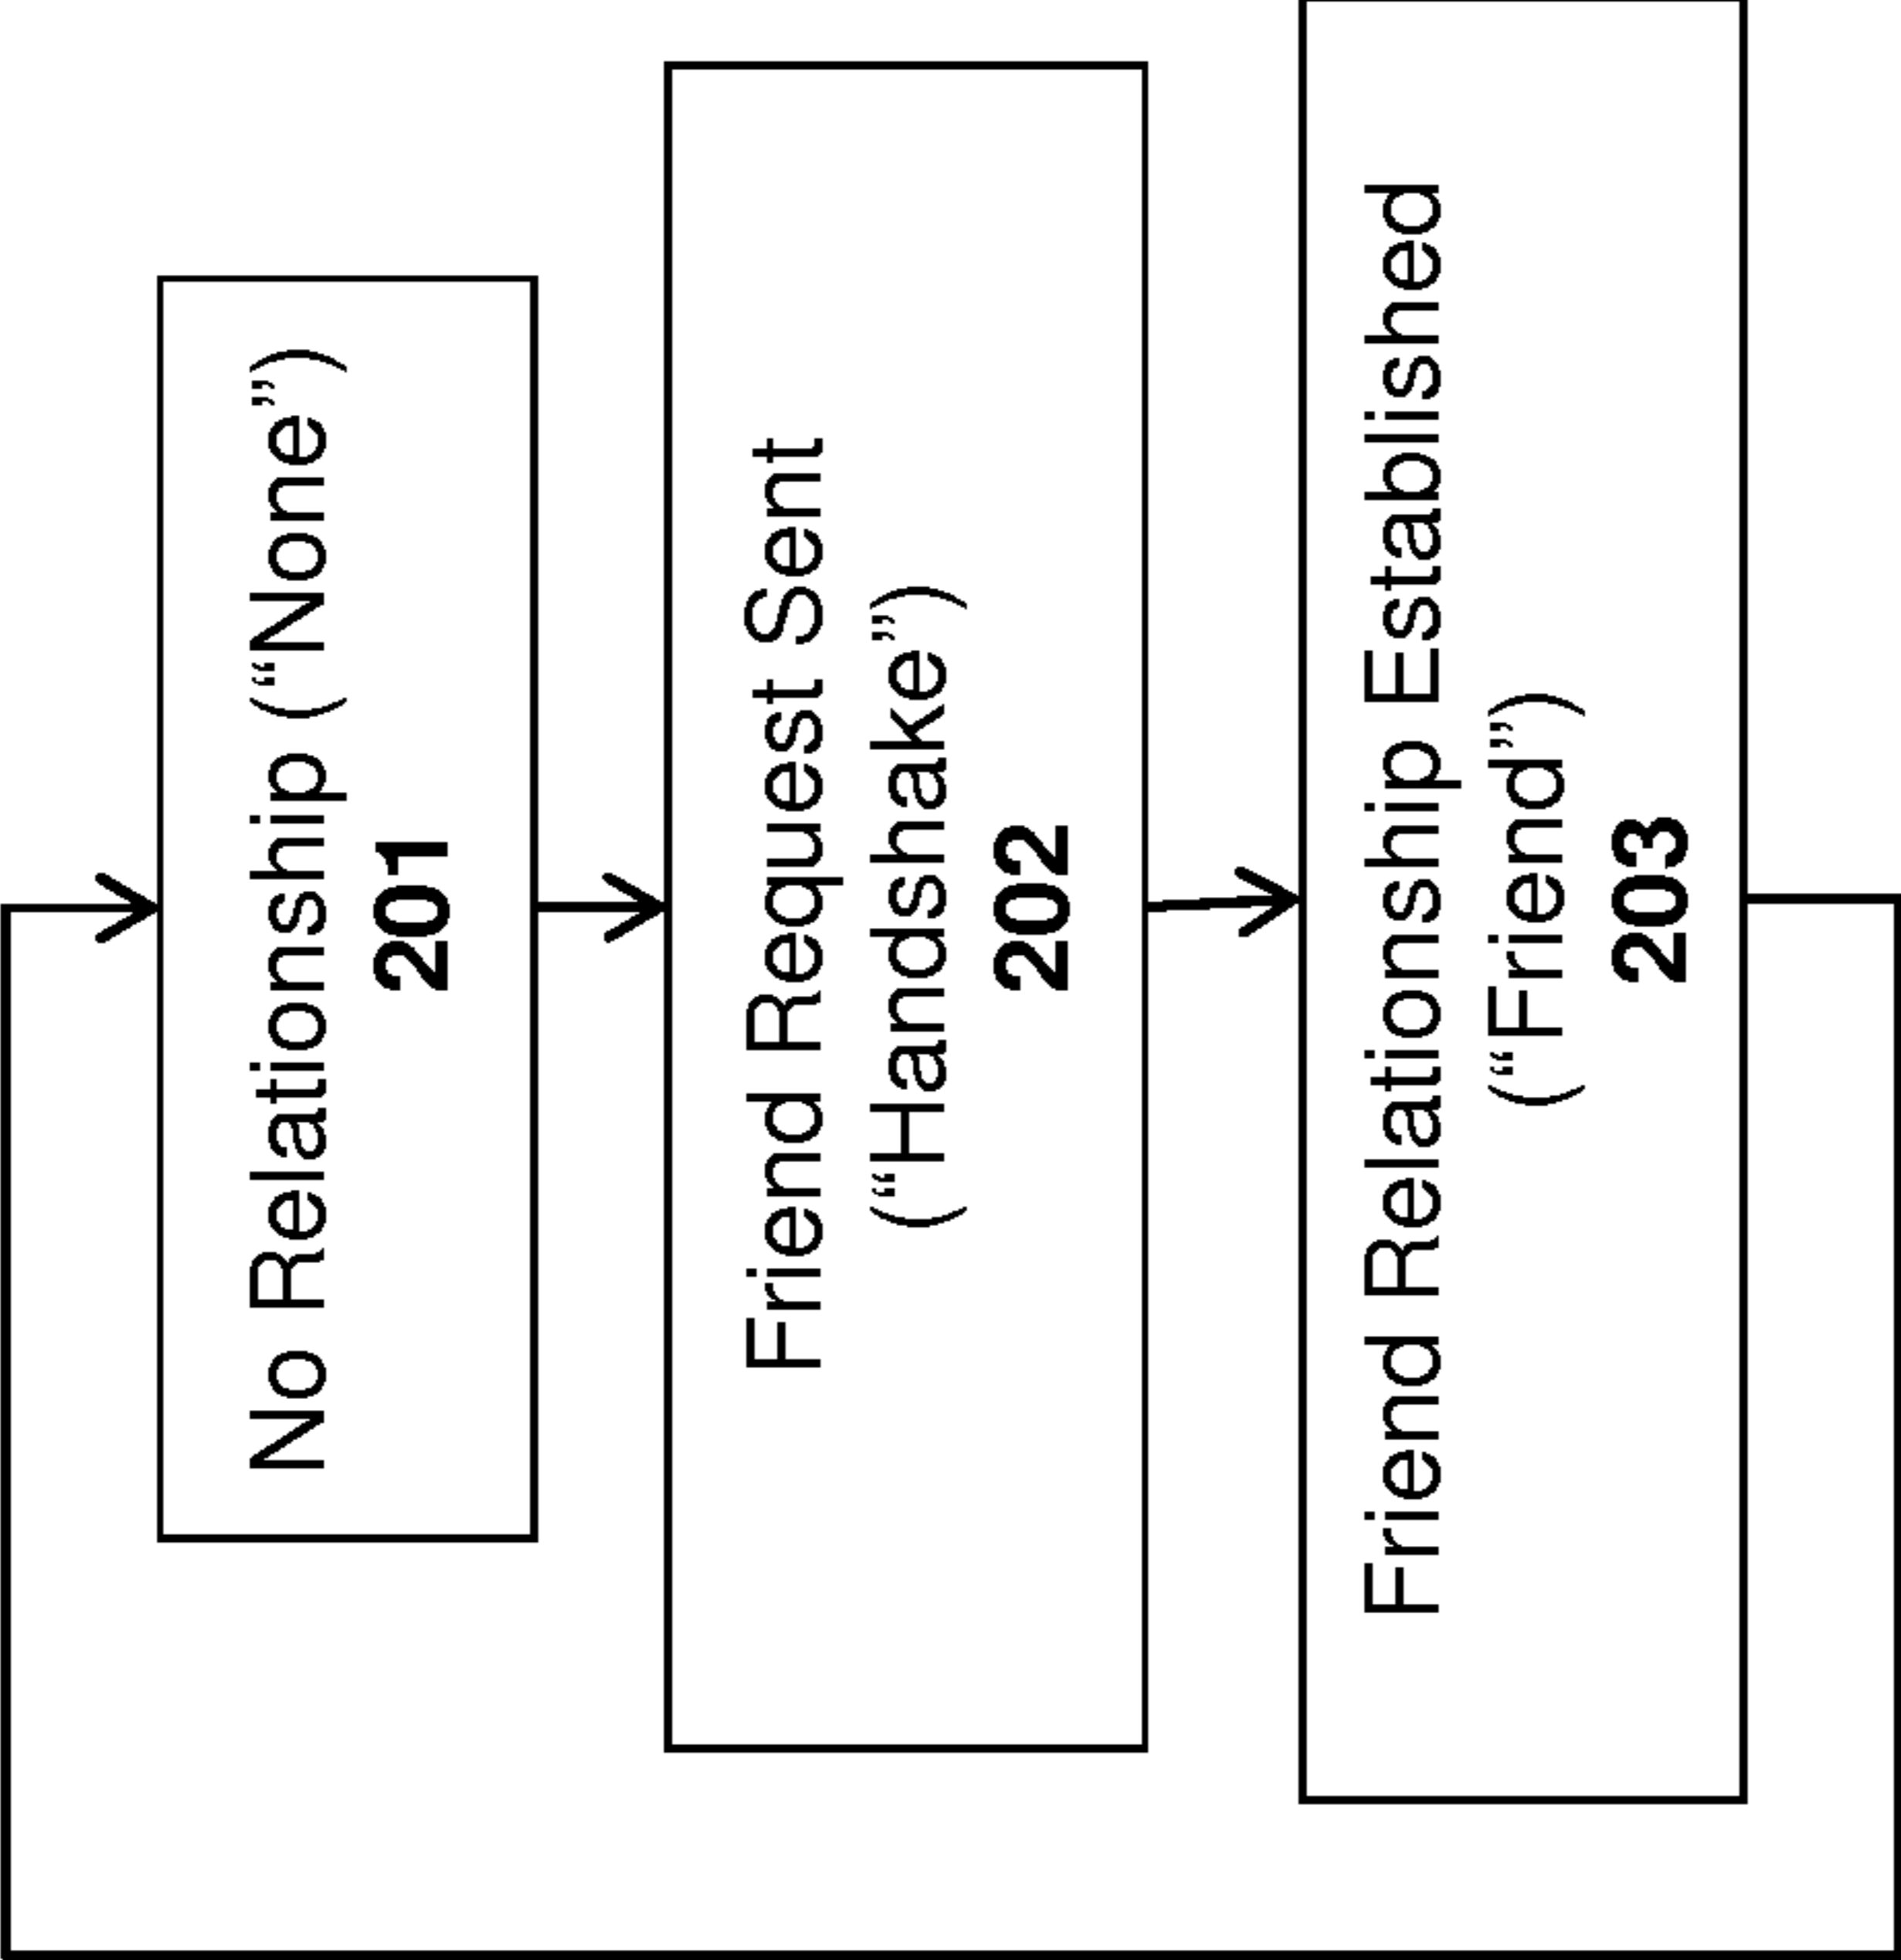 No Relationship (“None”)
201
Friend Request Sent
(“Handshake”)
202
Friend Relationship Established
(“Friend”)
203